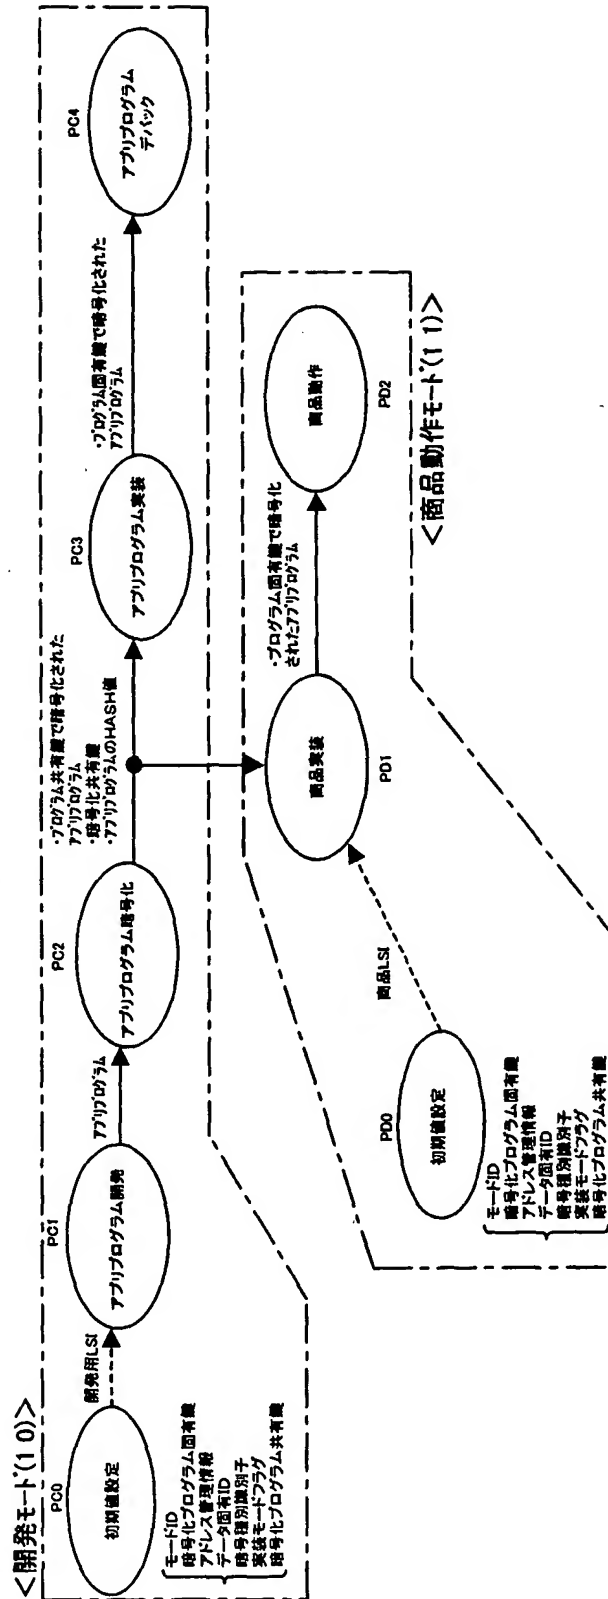 <開発モード(10)>
PC0
初期値設定
モードID
暗号化プログラム固有鍵
アドレス管理情報
データ固有ID
暗号種別識別子
実装モードフラグ
暗号化プログラム共有鍵
開発用LSI
PC1
アプリプログラム開発
アプリプログラム
PC2
アプリプログラム暗号化
・プログラム共有鍵で暗号化された
アプリプログラム
・暗号化共有鍵
・アプリプログラムのHASH値
PC3
アプリプログラム実装
・プログラム固有鍵で暗号化された
アプリプログラム
PC4
アプリプログラム
デバック
PD0
初期値設定
モードID
暗号化プログラム固有鍵
アドレス管理情報
データ固有ID
暗号種別識別子
実装モードフラグ
暗号化プログラム共有鍵
商品LSI
商品実装
PD1
・プログラム固有鍵で暗号化
されたアプリプログラム
商品動作
PD2
<商品動作モード(11)>